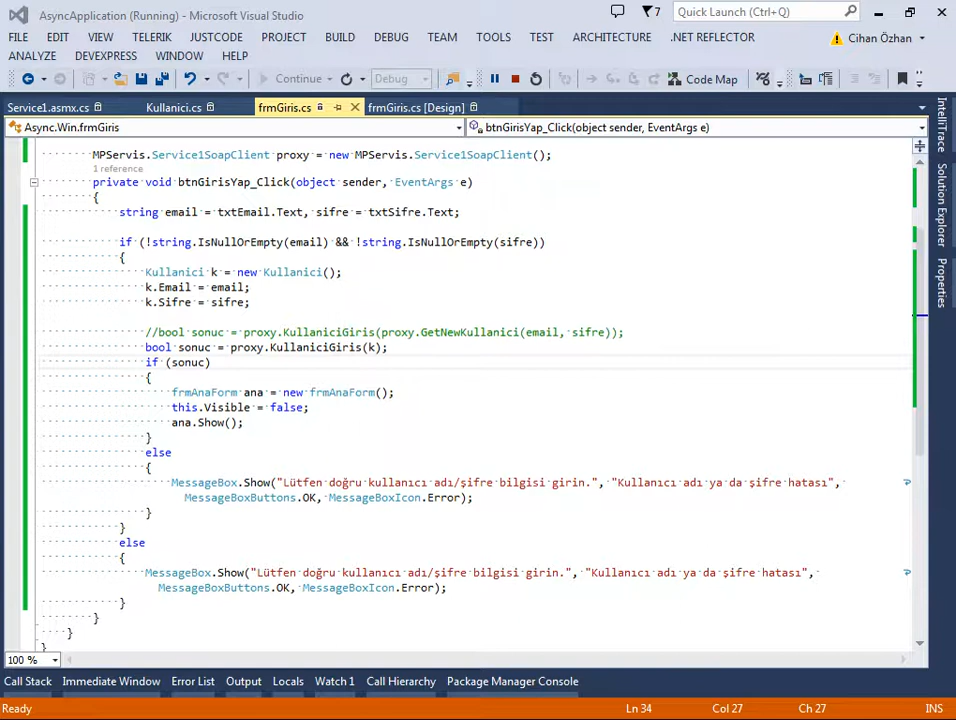 AsyncApplication (Running) - Microsoft Visual Studio
7
Quick Launch (Ctrl+Q)
FILE EDIT VIEW TELERIK JUSTCODE PROJECT BUILD DEBUG TEAM TOOLS TEST ARCHITECTURE .NET REFLECTOR
Cihan Özhan
ANALYZE DEVEXPRESS WINDOW HELP
Continue Debug Code Map
Service1.asmx.cs Kullanici.cs frmGiris.cs frmGiris.cs [Design]
Async.Win.frmGiris btnGirisYap_Click(object sender, EventArgs e)
MPServis.Service1SoapClient proxy = new MPServis.Service1SoapClient();
1 reference
private void btnGirisYap_Click(object sender, EventArgs e)
{
string email = txtEmail.Text, sifre = txtSifre.Text;
if (!string.IsNullOrEmpty(email) && !string.IsNullOrEmpty(sifre))
{
Kullanici k = new Kullanici();
k.Email = email;
k.Sifre = sifre;
//bool sonuc = proxy.KullaniciGiris(proxy.GetNewKullanici(email, sifre));
bool sonuc = proxy.KullaniciGiris(k);
if (sonuc)
{
frmAnaForm ana = new frmAnaForm();
this.Visible = false;
ana.Show();
}
else
{
MessageBox.Show("Lütfen doğru kullanıcı adı/şifre bilgisi girin.", "Kullanıcı adı ya da şifre hatası",
MessageBoxButtons.OK, MessageBoxIcon.Error);
}
}
else
{
MessageBox.Show("Lütfen doğru kullanıcı adı/şifre bilgisi girin.", "Kullanıcı adı ya da şifre hatası",
MessageBoxButtons.OK, MessageBoxIcon.Error);
}
}
}
}
IntelliTrace
Solution Explorer
Properties
100 %
Call Stack Immediate Window Error List Output Locals Watch 1 Call Hierarchy Package Manager Console
Ready Ln 34 Col 27 Ch 27 INS